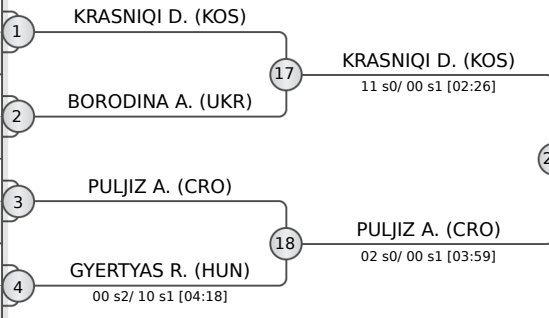 KRASNIQI D. (KOS)
1
17
KRASNIQI D. (KOS)
11 s0/ 00 s1 [02:26]
BORODINA A. (UKR)
2
PULJIZ A. (CRO)
3
18
PULJIZ A. (CRO)
02 s0/ 00 s1 [03:59]
GYERTYAS R. (HUN)
4
00 s2/ 10 s1 [04:18]